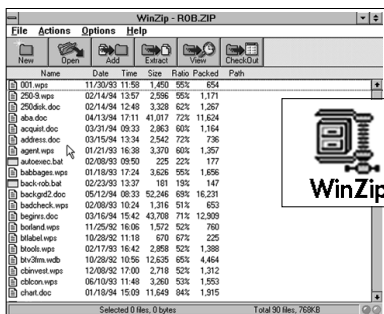 WinZip - ROB.ZIP
File Actions Options Help
New Open Add Extract View CheckOut
Name Date Time Size Ratio Packed Path
001.wps 11/30/93 11:58 1,450 55% 654
250-9.wps 02/14/94 13:57 2,596 55% 1,171
250disk.doc 02/14/94 12:48 3,328 62% 1,267
aba.doc 04/13/94 17:11 41,017 72% 11,624
acquist.doc 03/31/94 09:33 2,863 60% 1,164
address.doc 03/15/94 13:34 2,542 72% 736
agent.wps 01/21/93 16:38 3,370 60% 1,357
autoexec.bat 02/08/93 09:50 225 22% 177
babbages.wps 01/18/93 17:24 3,626 55% 1,656
back-rob.bat 02/23/93 13:37 181 19% 147
backgrd2.doc 05/12/94 08:33 52,246 69% 16,231
badcheck.wps 02/08/93 10:24 1,316 51% 653
beginrs.doc 03/16/94 15:42 43,708 71% 12,909
borland.wps 11/25/92 16:06 1,572 52% 760
btlabel.wps 10/28/92 11:18 670 67% 225
btools.wps 02/17/93 16:42 2,858 52% 1,388
btv3frm.wdb 10/28/92 10:56 12,635 65% 4,464
cbinvest.wps 12/08/92 17:00 2,718 52% 1,312
cblcon.wps 06/10/93 11:48 3,260 53% 1,553
chart.doc 01/18/94 15:09 11,649 84% 1,915
WinZip
Selected 0 files, 0 bytes Total 90 files, 768KB